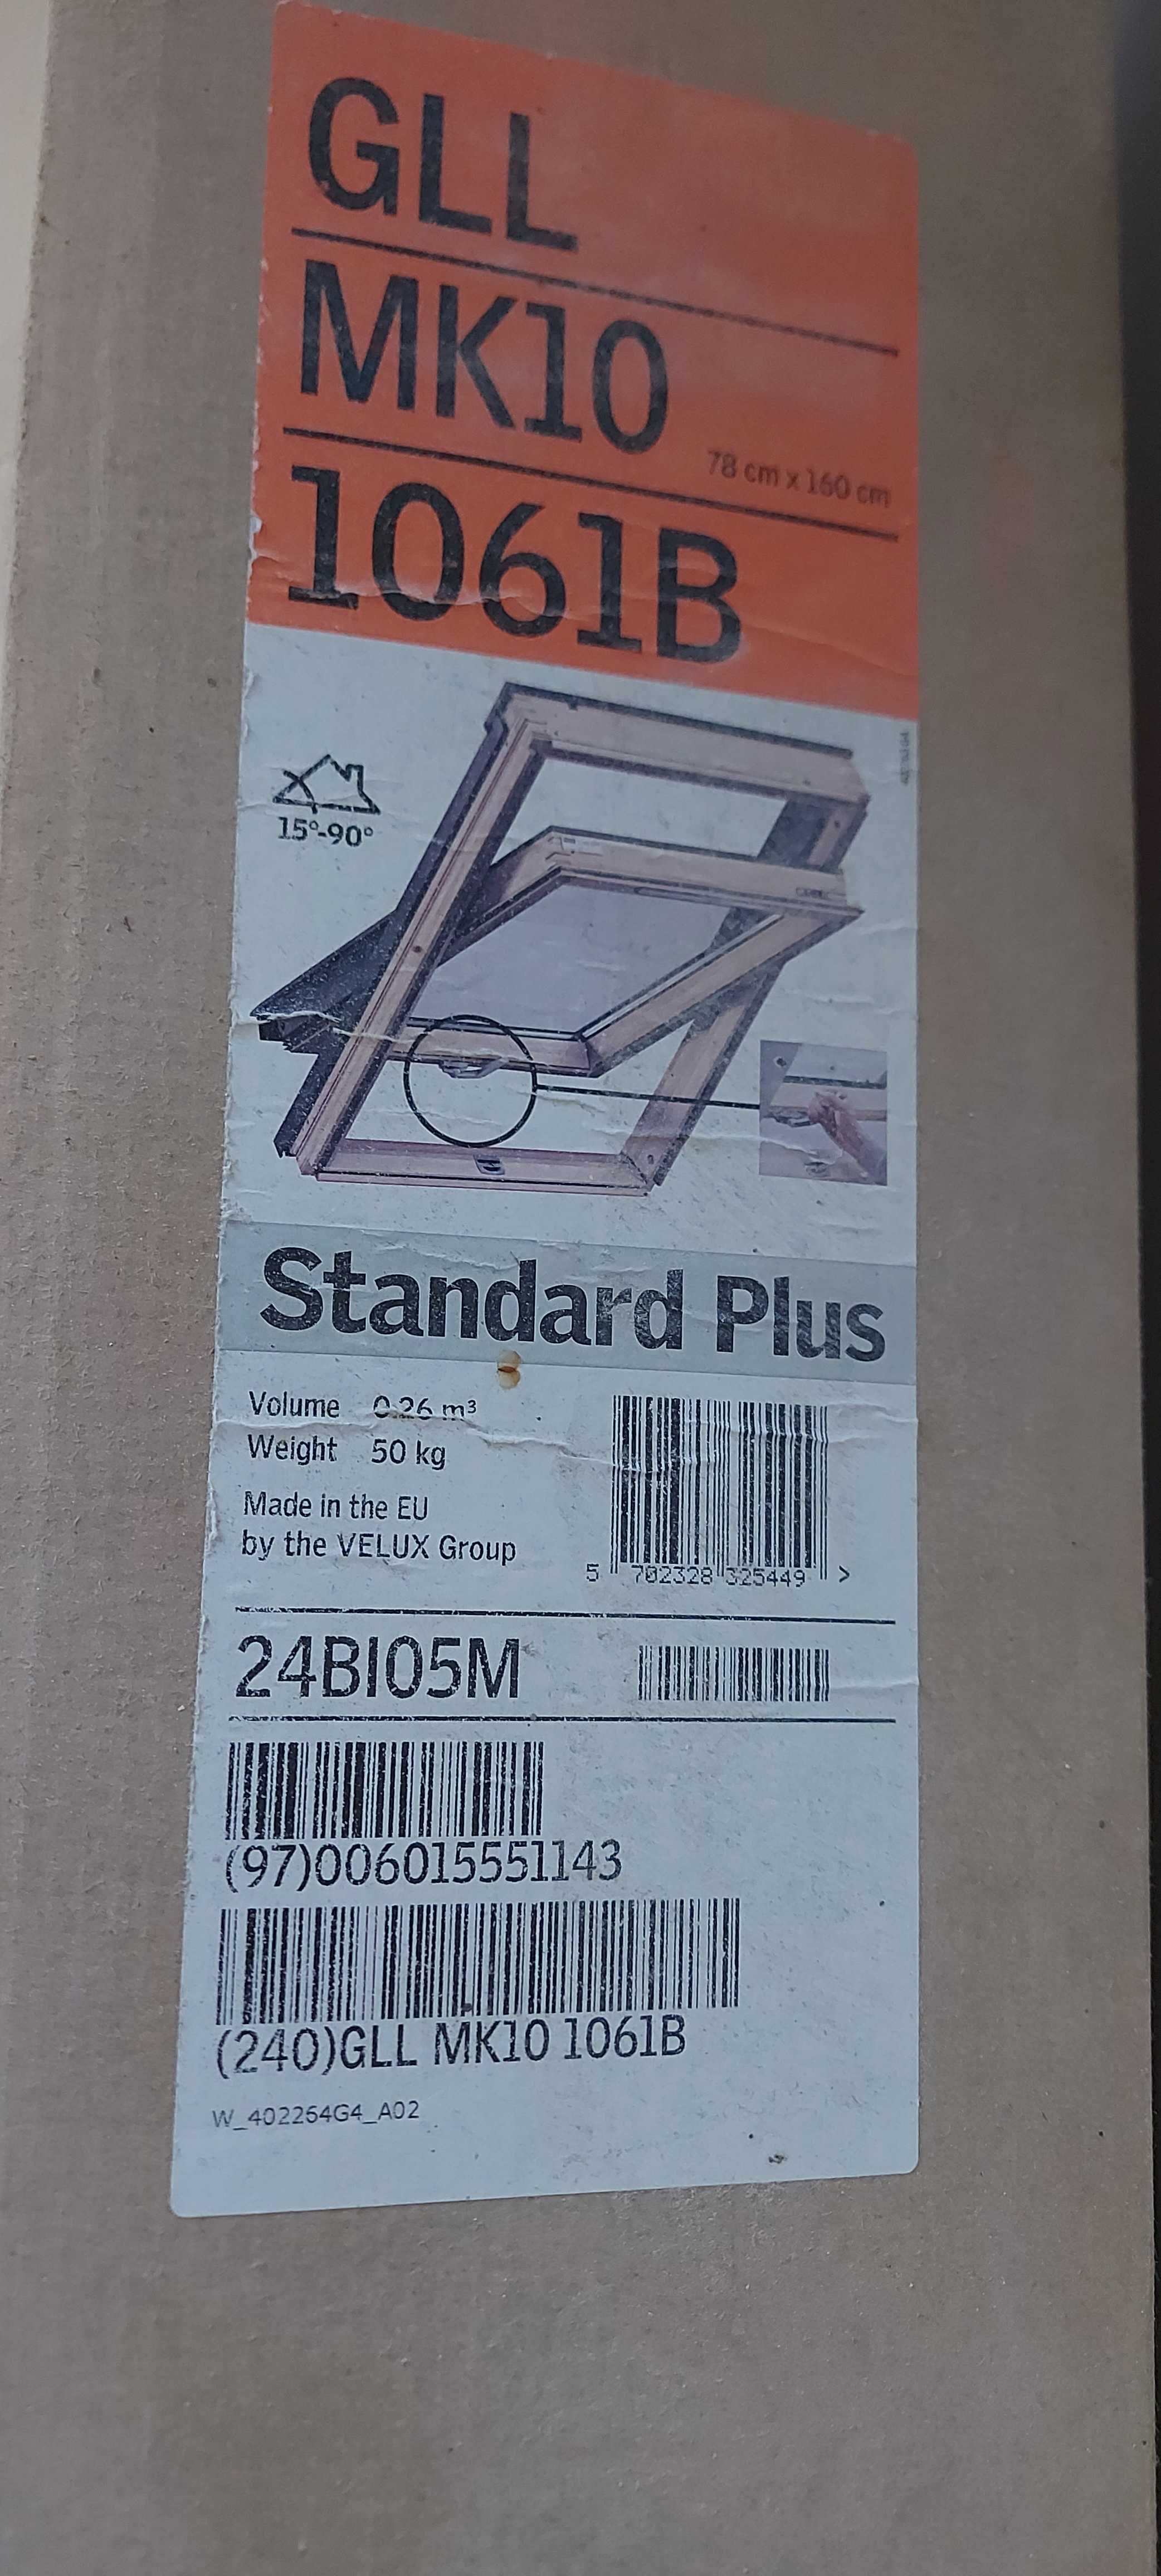 GLL
MK10
78 cm x 160 cm
1061B
15°-90°
Standard Plus
Volume 0.26 m³
Weight 50 kg
Made in the EU
by the VELUX Group
5 702328 325449 >
24BI05M
(97)006015551143
(240)GLL MK10 1061B
W_402264G4_A02